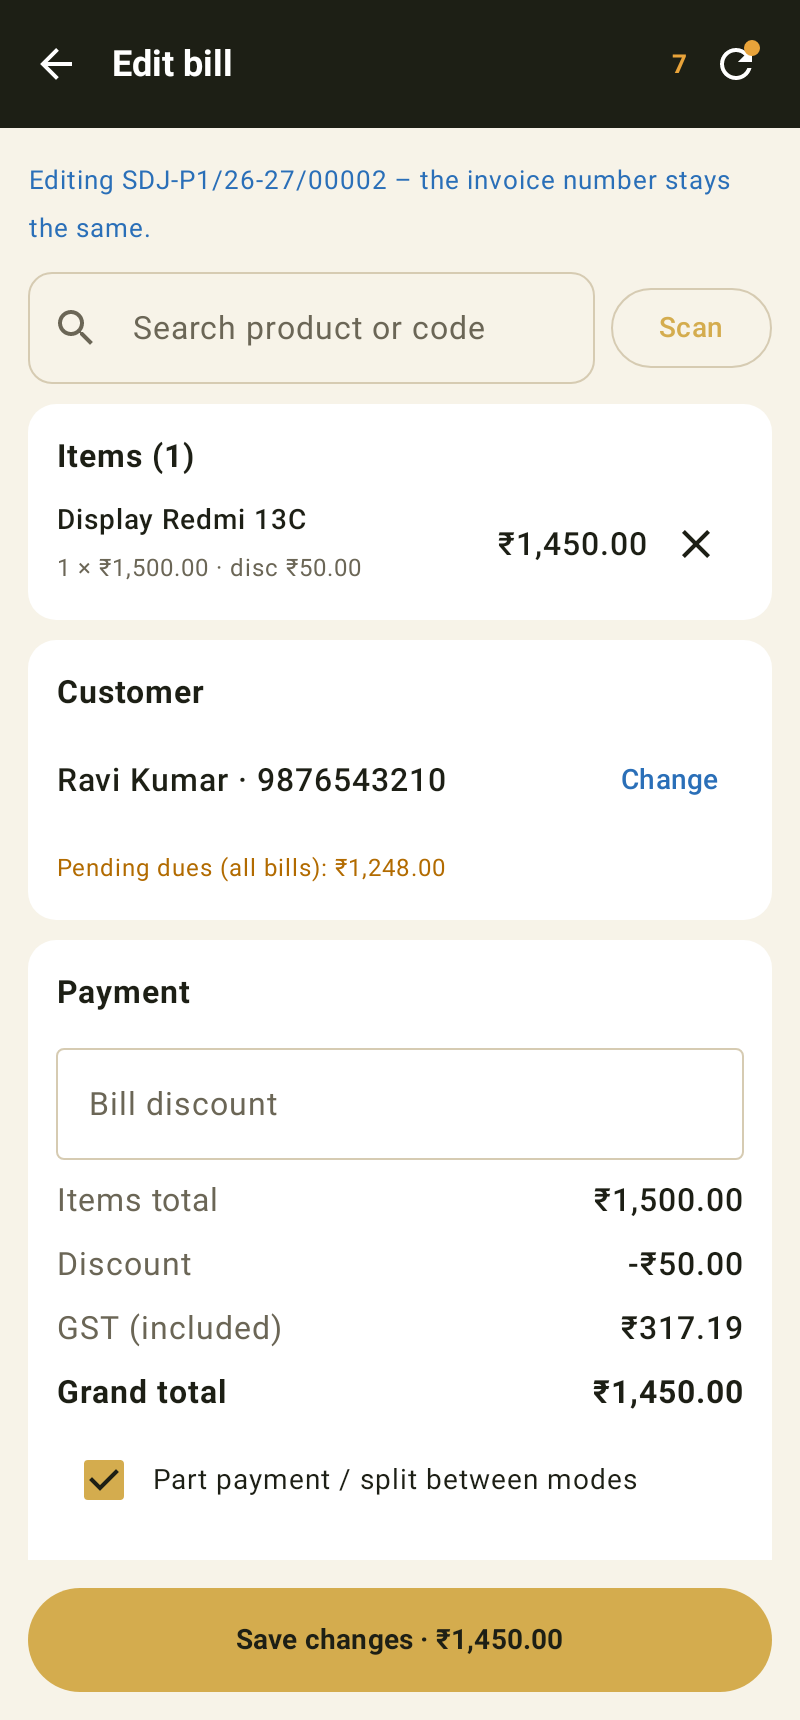 Edit bill
7
Editing SDJ-P1/26-27/00002 – the invoice number stays
the same.
Search product or code
Scan
Items (1)
Display Redmi 13C
1 × ₹1,500.00 · disc ₹50.00
₹1,450.00
Customer
Ravi Kumar · 9876543210
Change
Pending dues (all bills): ₹1,248.00
Payment
Bill discount
Items total ₹1,500.00
Discount -₹50.00
GST (included) ₹317.19
Grand total ₹1,450.00
Part payment / split between modes
Save changes · ₹1,450.00